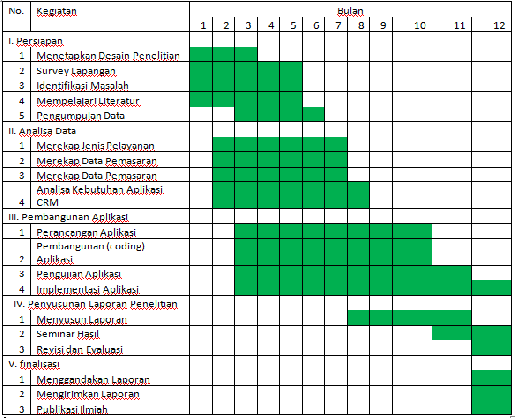 No. Kegiatan Bulan
1 2 3 4 5 6 7 8 9 10 11 12
I. Persiapan
1 Menetapkan Desain Penelitian
2 Survey Lapangan
3 Identifikasi Masalah
4 Mempelajari Literatur
5 Pengumpulan Data
II. Analisa Data
1 Merekap Jenis Pelayanan
2 Merekap Data Pemasaran
3 Merekap Data Pemasaran
Analisa Kebutuhan Aplikasi
4 CRM
III. Pembangunan Aplikasi
1 Perancangan Aplikasi
Pembangunan (coding)
2 Aplikasi
3 Pengujian Aplikasi
4 Implementasi Aplikasi
IV. Penyusunan Laporan Penelitian
1 Menyusun Laporan
2 Seminar Hasil
3 Revisi dan Evaluasi
V. finalisasi
1 Menggandakan Laporan
2 Mengirimkan Laporan
3 Publikasi Ilmiah